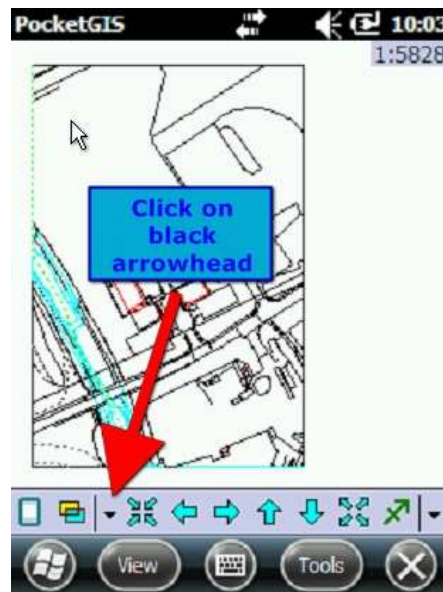 PocketGIS 10:03
1:5828
Click on
black
arrowhead
View Tools